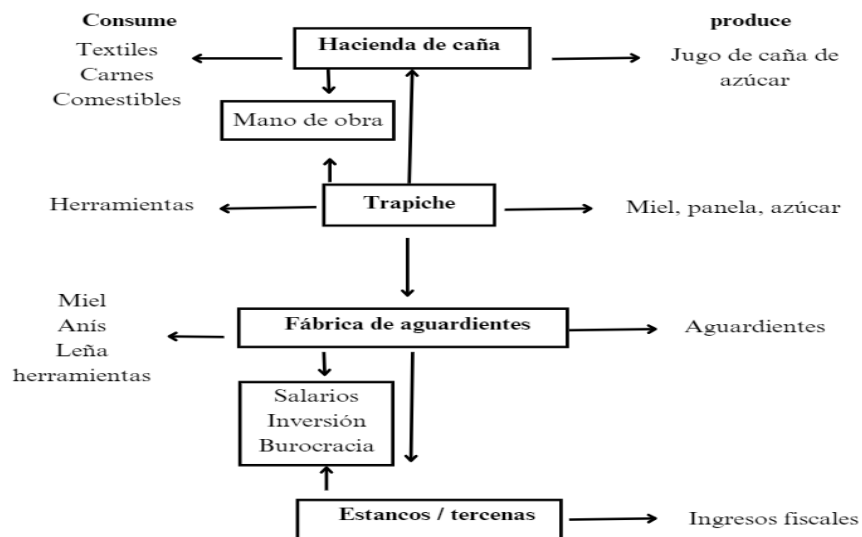 Consume
produce
Hacienda de caña
Textiles
Carnes
Comestibles
Jugo de caña de
azúcar
Mano de obra
Herramientas
Trapiche
Miel, panela, azúcar
Miel
Anís
Leña
herramientas
Fábrica de aguardientes
Aguardientes
Salarios
Inversión
Burocracia
Estancos / tercenas
Ingresos fiscales